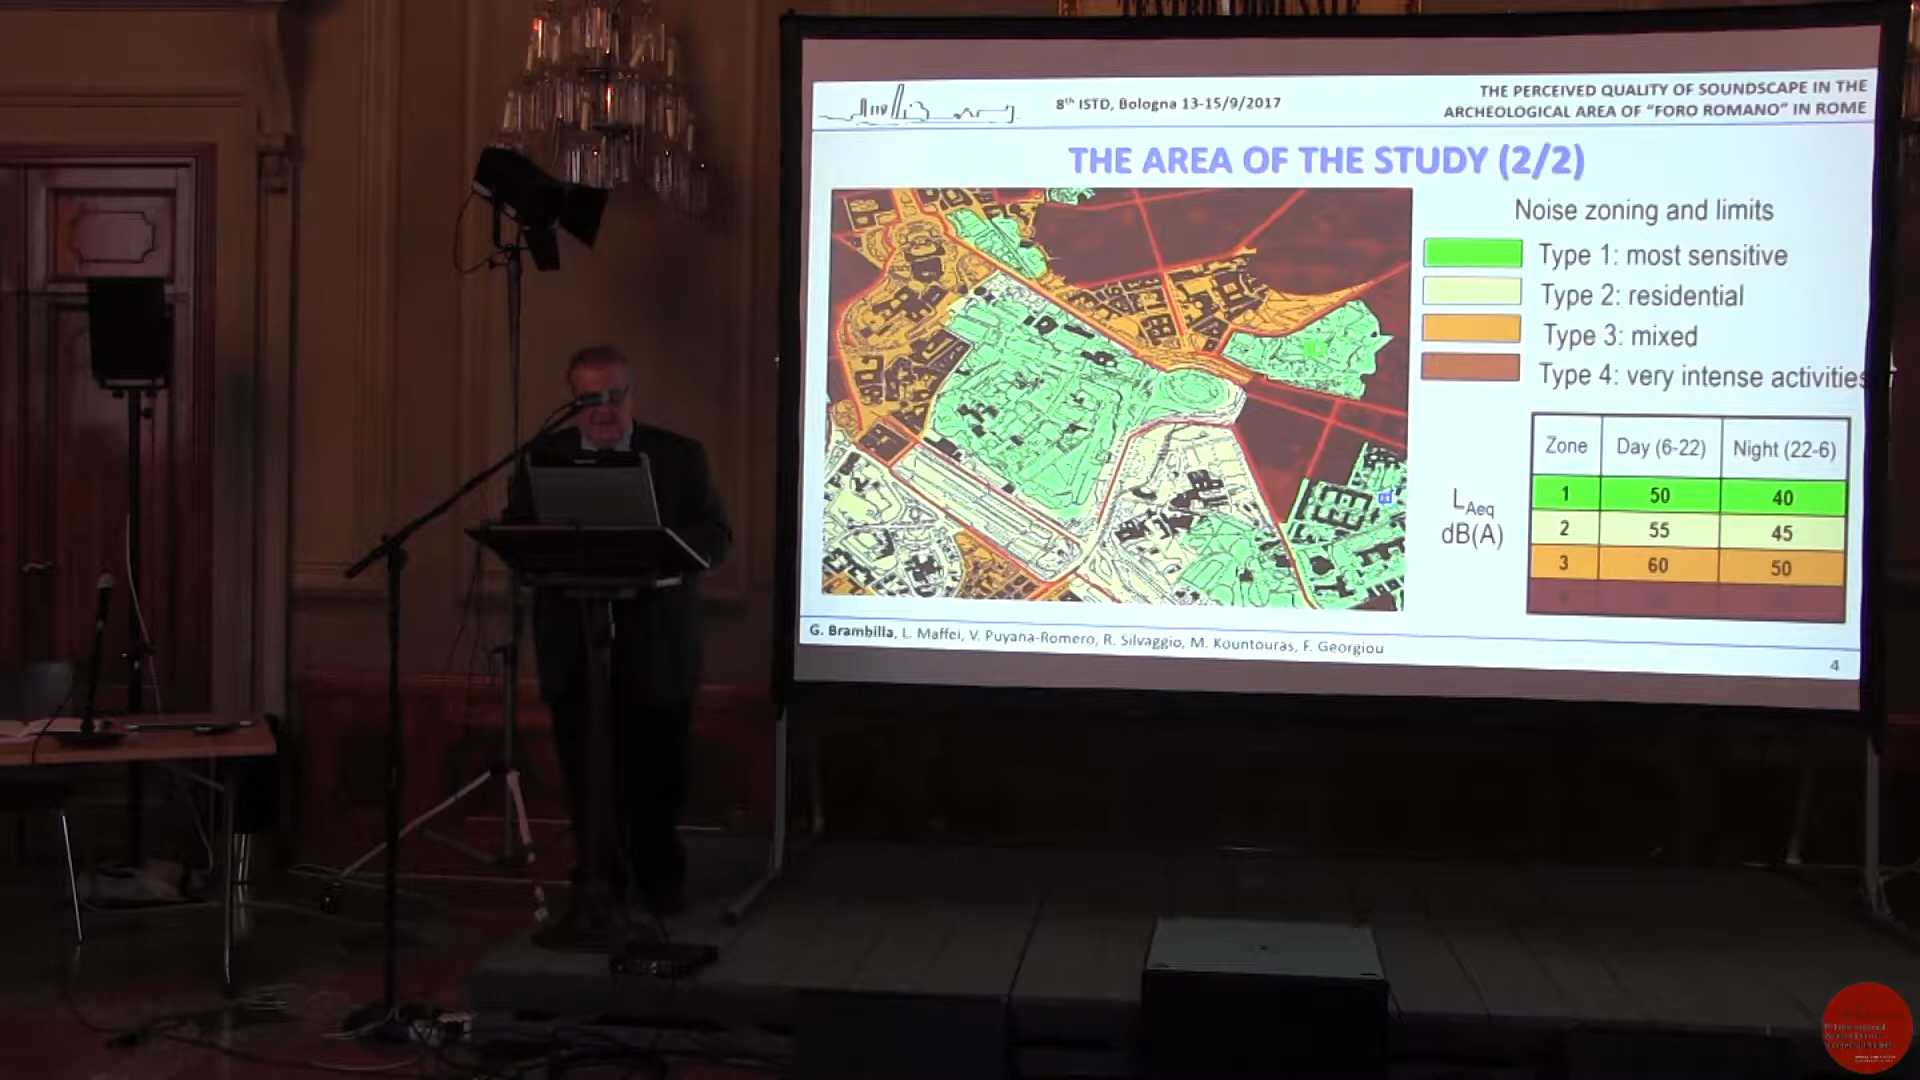 8th ISTD, Bologna 13-15/9/2017
THE PERCEIVED QUALITY OF SOUNDSCAPE IN THE
ARCHEOLOGICAL AREA OF "FORO ROMANO" IN ROME
THE AREA OF THE STUDY (2/2)
Noise zoning and limits
Type 1: most sensitive
Type 2: residential
Type 3: mixed
Type 4: very intense activities
Zone Day (6-22) Night (22-6)
1 50 40
2 55 45
3 60 50
LAeq
dB(A)
G. Brambilla, L. Maffei, V. Puyana-Romero, R. Silvaggio, M. Kountouras, F. Georgiou
4